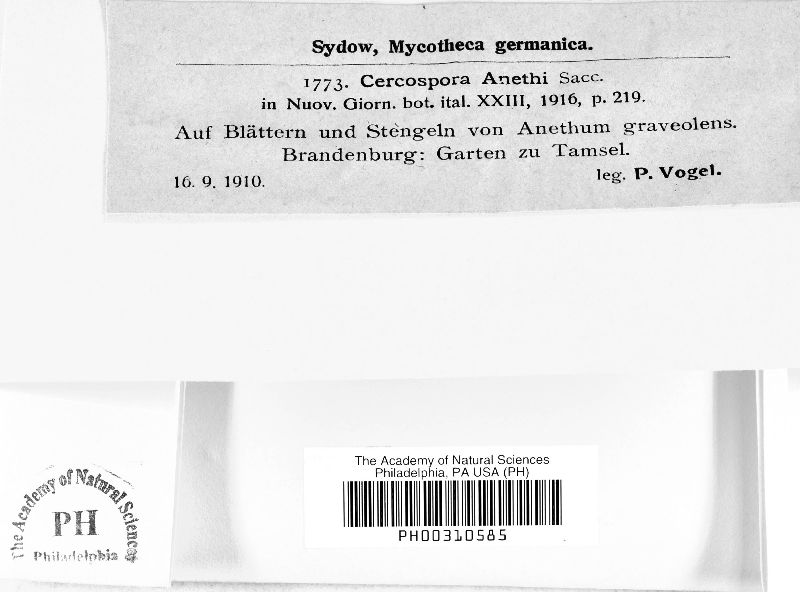 Sydow, Mycotheca germanica.
1773. Cercospora Anethi Sacc.
in Nuov. Giorn. bot. ital. XXIII, 1916, p. 219.
Auf Blättern und Stengeln von Anethum graveolens.
Brandenburg: Garten zu Tamsel.
16. 9. 1910.
leg. P. Vogel.
The Academy of Natural Sciences
Philadelphia, PA USA (PH)
PH00310585
The Academy of Natural Sciences
PH
Philadelphia